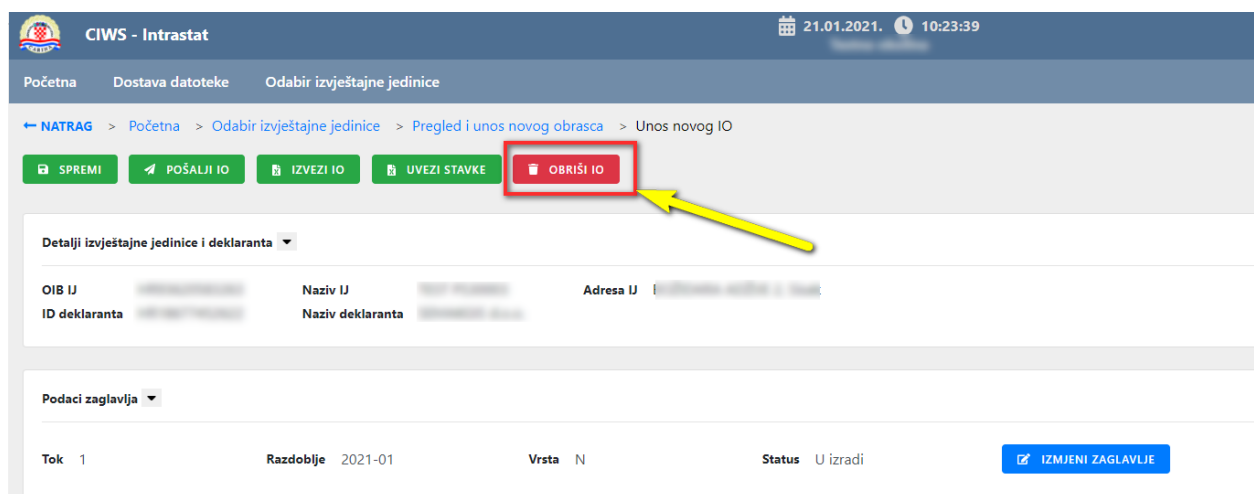 CIWS - Intrastat
21.01.2021. 10:23:39
Početna Dostava datoteke Odabir izvještajne jedinice
NATRAG > Početna > Odabir izvještajne jedinice > Pregled i unos novog obrasca > Unos novog IO
SPREMI POŠALJI IO IZVEZI IO UVEZI STAVKE OBRIŠI IO
Detalji izvještajne jedinice i deklaranta
OIB IJ Naziv IJ Adresa IJ
ID deklaranta Naziv deklaranta
Podaci zaglavlja
Tok 1 Razdoblje 2021-01 Vrsta N Status U izradi IZMJENI ZAGLAVLJE